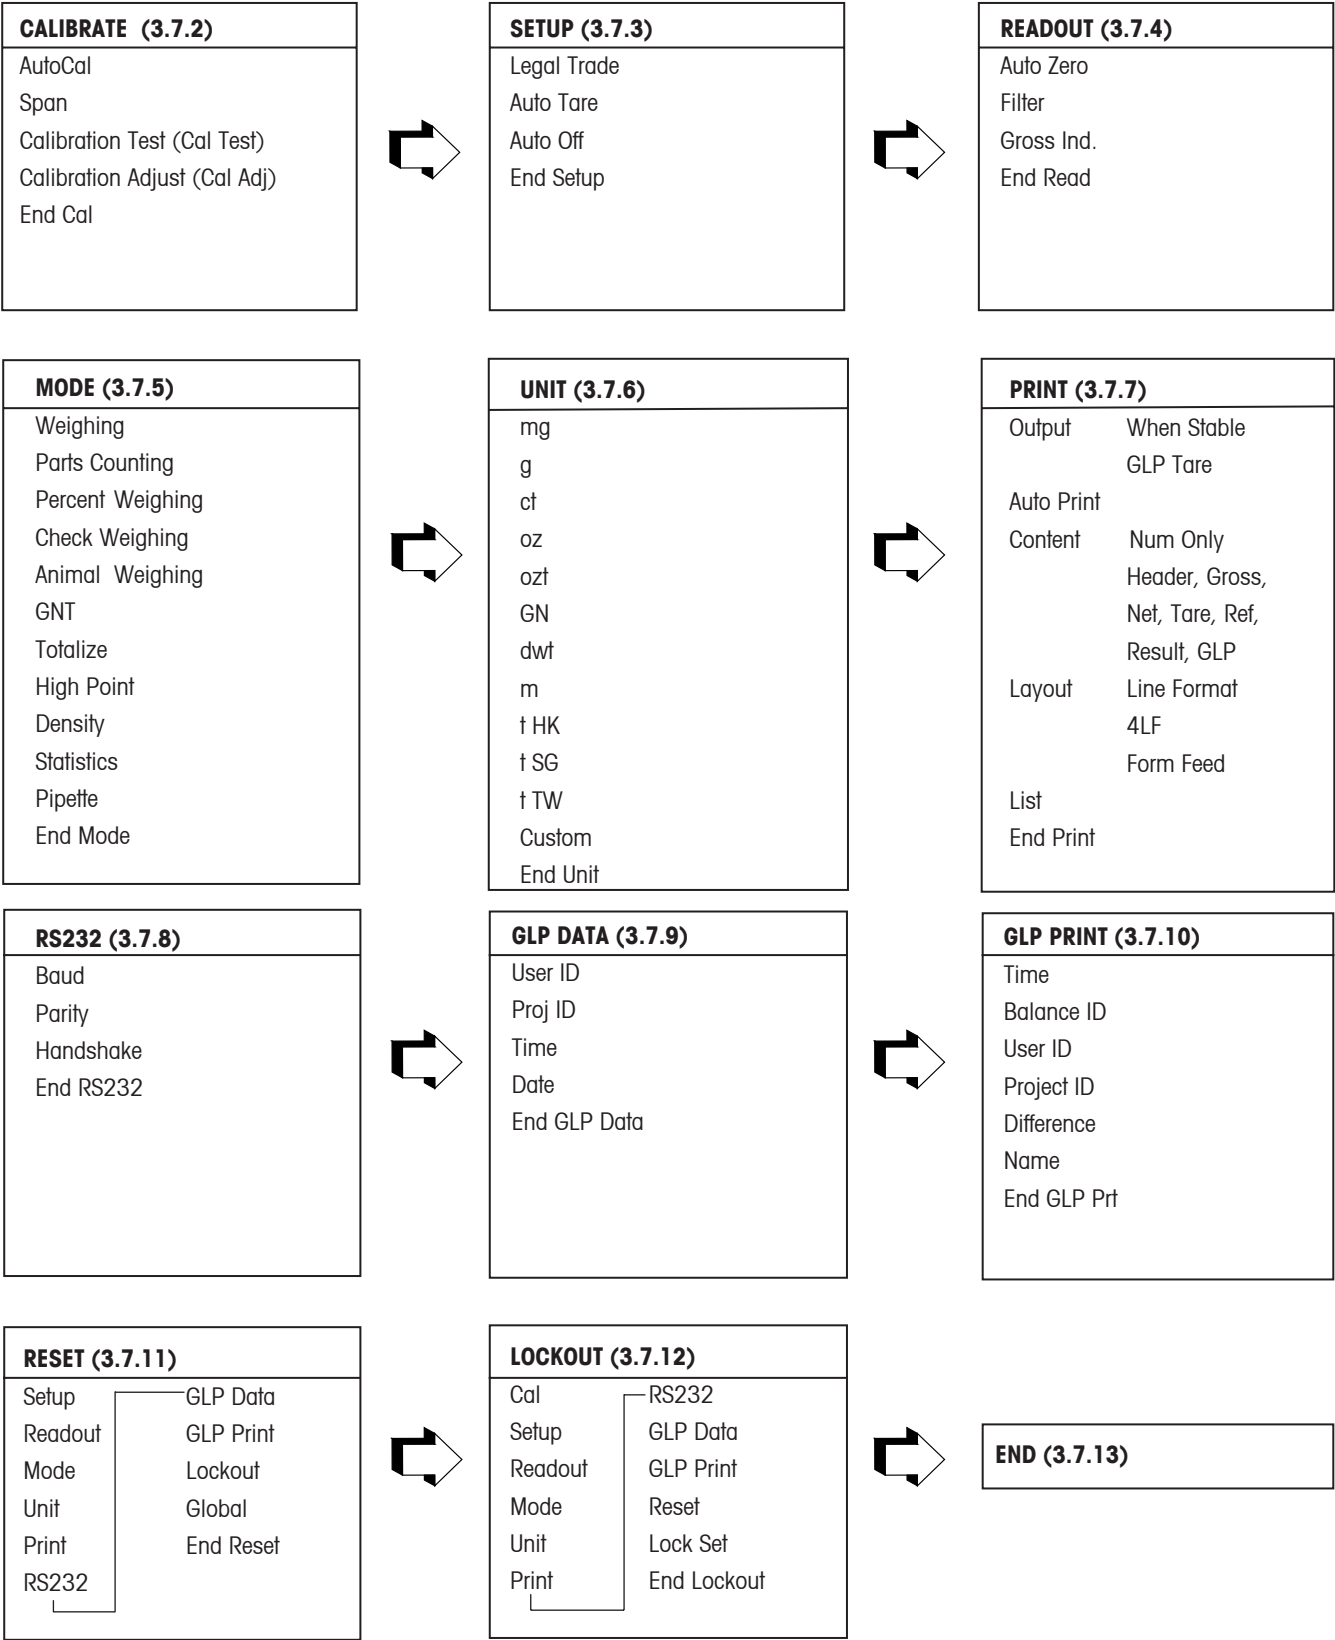 CALIBRATE (3.7.2)
AutoCal
Span
Calibration Test (Cal Test)
Calibration Adjust (Cal Adj)
End Cal
SETUP (3.7.3)
Legal Trade
Auto Tare
Auto Off
End Setup
READOUT (3.7.4)
Auto Zero
Filter
Gross Ind.
End Read
MODE (3.7.5)
Weighing
Parts Counting
Percent Weighing
Check Weighing
Animal Weighing
GNT
Totalize
High Point
Density
Statistics
Pipette
End Mode
UNIT (3.7.6)
mg
g
ct
oz
ozt
GN
dwt
m
t HK
t SG
t TW
Custom
End Unit
PRINT (3.7.7)
Output When Stable
GLP Tare
Auto Print
Content Num Only
Header, Gross,
Net, Tare, Ref,
Result, GLP
Layout Line Format
4LF
Form Feed
List
End Print
RS232 (3.7.8)
Baud
Parity
Handshake
End RS232
GLP DATA (3.7.9)
User ID
Proj ID
Time
Date
End GLP Data
GLP PRINT (3.7.10)
Time
Balance ID
User ID
Project ID
Difference
Name
End GLP Prt
RESET (3.7.11)
Setup
Readout
Mode
Unit
Print
RS232
GLP Data
GLP Print
Lockout
Global
End Reset
LOCKOUT (3.7.12)
Cal
Setup
Readout
Mode
Unit
Print
RS232
GLP Data
GLP Print
Reset
Lock Set
End Lockout
END (3.7.13)